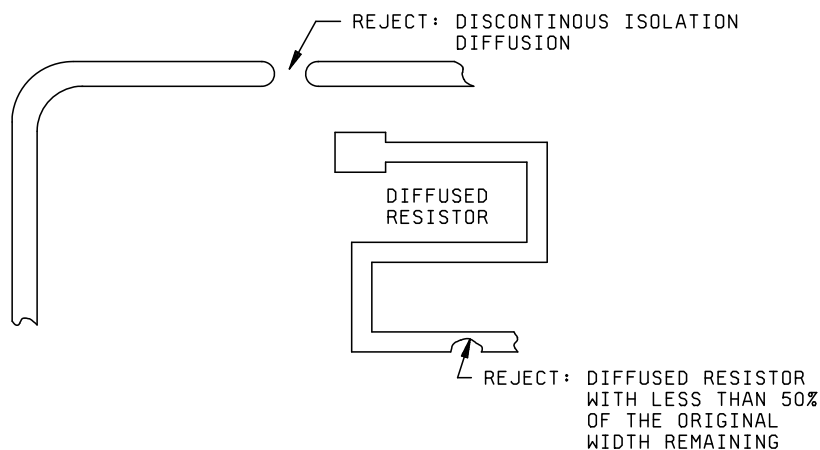 REJECT: DISCONTINOUS ISOLATION
DIFFUSION
DIFFUSED
RESISTOR
REJECT: DIFFUSED RESISTOR
WITH LESS THAN 50%
OF THE ORIGINAL
WIDTH REMAINING